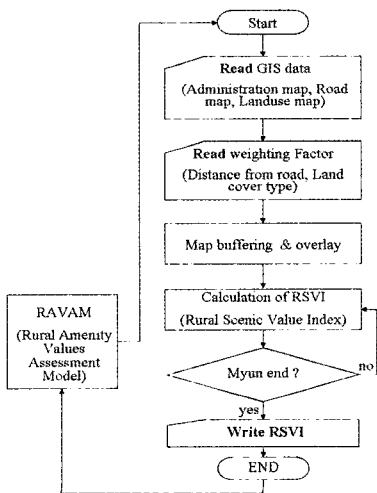 Start
Read GIS data
(Administration map, Road
map, Landuse map)
Read weighting Factor
(Distance from road, Land
cover type)
Map buffering & overlay
RAVAM
(Rural Amenity
Values
Assessment
Model)
Calculation of RSVI
(Rural Scenic Value Index)
Myun end ?
no
yes
Write RSVI
END